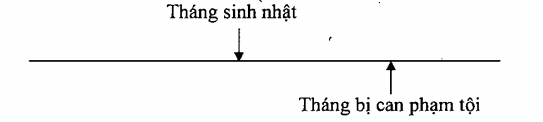 Tháng sinh nhật
Tháng bị can phạm tội